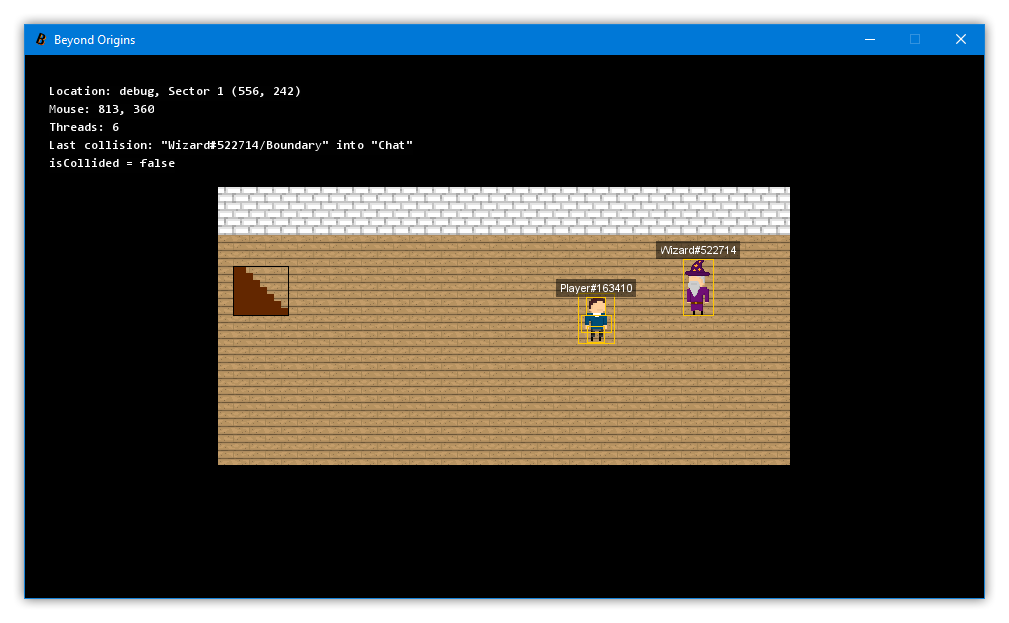 Beyond Origins
Location: debug, Sector 1 (556, 242)
Mouse: 813, 360
Threads: 6
Last collision: "Wizard#522714/Boundary" into "Chat"
isCollided = false
Wizard#522714
Player#163410